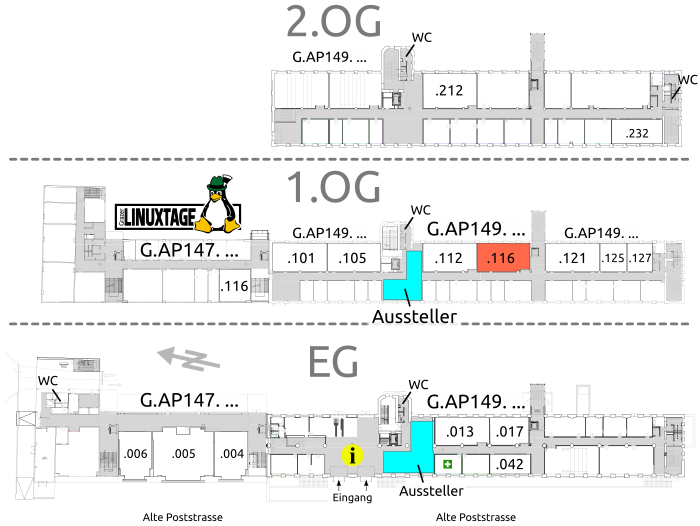 2.OG
G.AP149. ...
WC
WC
.212
.232
Grazer
LINUXTAGE
1.OG
WC
G.AP147. ...
G.AP149. ...
G.AP149. ...
G.AP149. ...
.101
.105
.112
.116
.121
.125
.127
.116
Aussteller
EG
WC
WC
G.AP147. ...
G.AP149. ...
.006
.005
.004
.013
.017
i
.042
Eingang
Aussteller
Alte Poststrasse
Alte Poststrasse